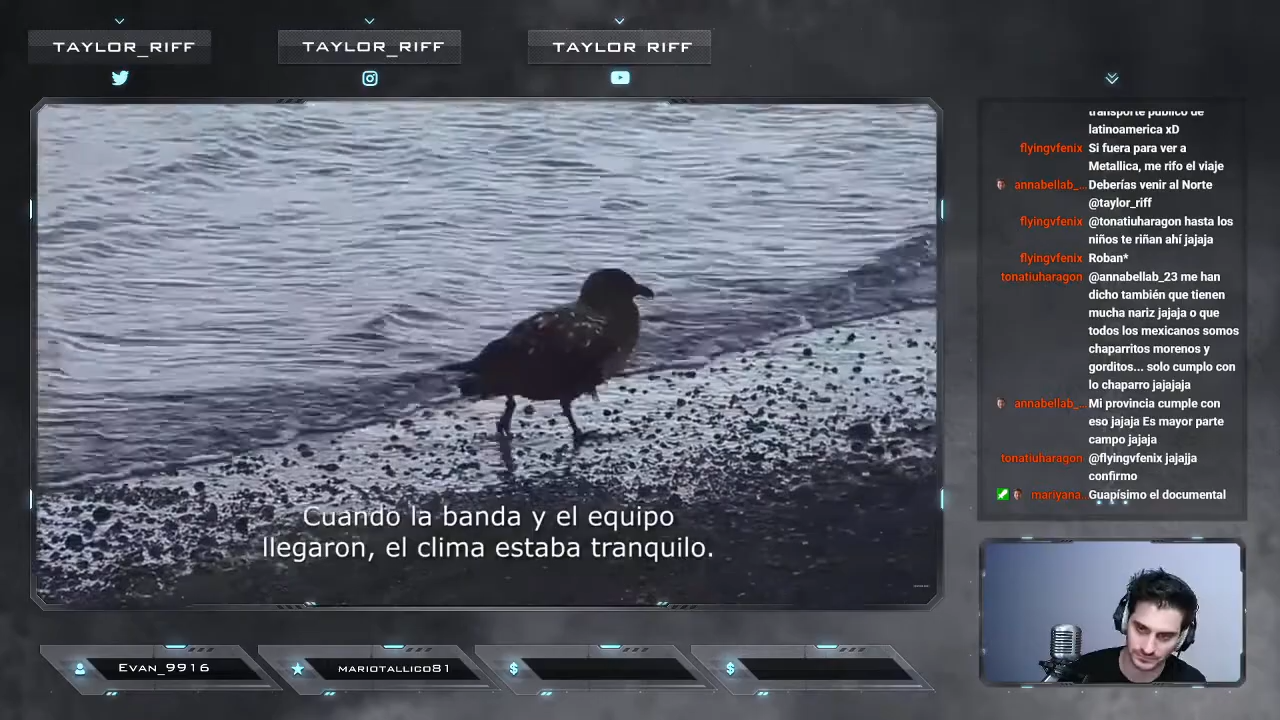 TAYLOR_RIFF
TAYLOR_RIFF
TAYLOR RIFF
transporte publico de
latinoamerica xD
flyingvfenix Si fuera para ver a
Metallica, me rifo el viaje
annabellab_... Deberías venir al Norte
@taylor_riff
flyingvfenix @tonatiuharagon hasta los
niños te riñan ahí jajaja
flyingvfenix Roban*
tonatiuharagon @annabellab_23 me han
dicho también que tienen
mucha nariz jajaja o que
todos los mexicanos somos
chaparritos morenos y
gorditos... solo cumplo con
lo chaparro jajajaja
annabellab_... Mi provincia cumple con
eso jajaja Es mayor parte
campo jajaja
tonatiuharagon @flyingvfenix jajajja
confirmo
mariyana.. Guapísimo el documental
Cuando la banda y el equipo
llegaron, el clima estaba tranquilo.
Evan_9916
mariotallico81
$
$